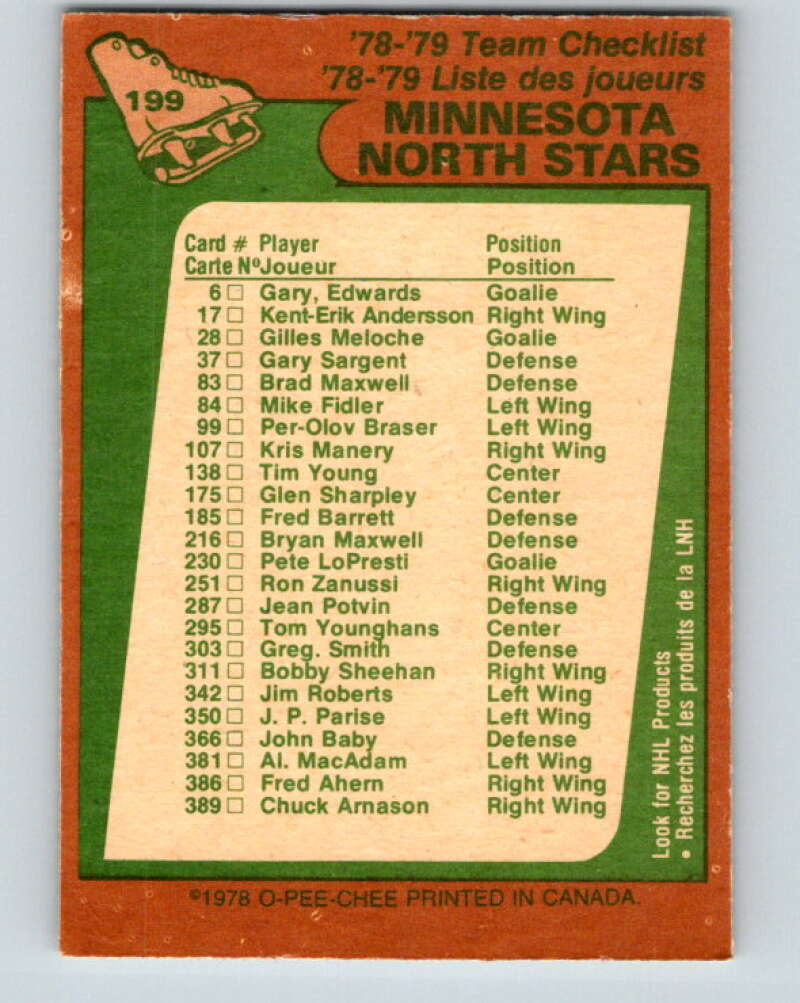 199
'78-'79 Team Checklist
'78-'79 Liste des joueurs
MINNESOTA
NORTH STARS
Card # Player Position
Carte Nº Joueur Position
6 □ Gary, Edwards Goalie
17 □ Kent-Erik Andersson Right Wing
28 □ Gilles Meloche Goalie
37 □ Gary Sargent Defense
83 □ Brad Maxwell Defense
84 □ Mike Fidler Left Wing
99 □ Per-Olov Braser Left Wing
107 □ Kris Manery Right Wing
138 □ Tim Young Center
175 □ Glen Sharpley Center
185 □ Fred Barrett Defense
216 □ Bryan Maxwell Defense
230 □ Pete LoPresti Goalie
251 □ Ron Zanussi Right Wing
287 □ Jean Potvin Defense
295 □ Tom Younghans Center
303 □ Greg. Smith Defense
311 □ Bobby Sheehan Right Wing
342 □ Jim Roberts Left Wing
350 □ J. P. Parise Left Wing
366 □ John Baby Defense
381 □ Al. MacAdam Left Wing
386 □ Fred Ahern Right Wing
389 □ Chuck Arnason Right Wing
Look for NHL Products
• Recherchez les produits de la LNH
©1978 O-PEE-CHEE PRINTED IN CANADA.